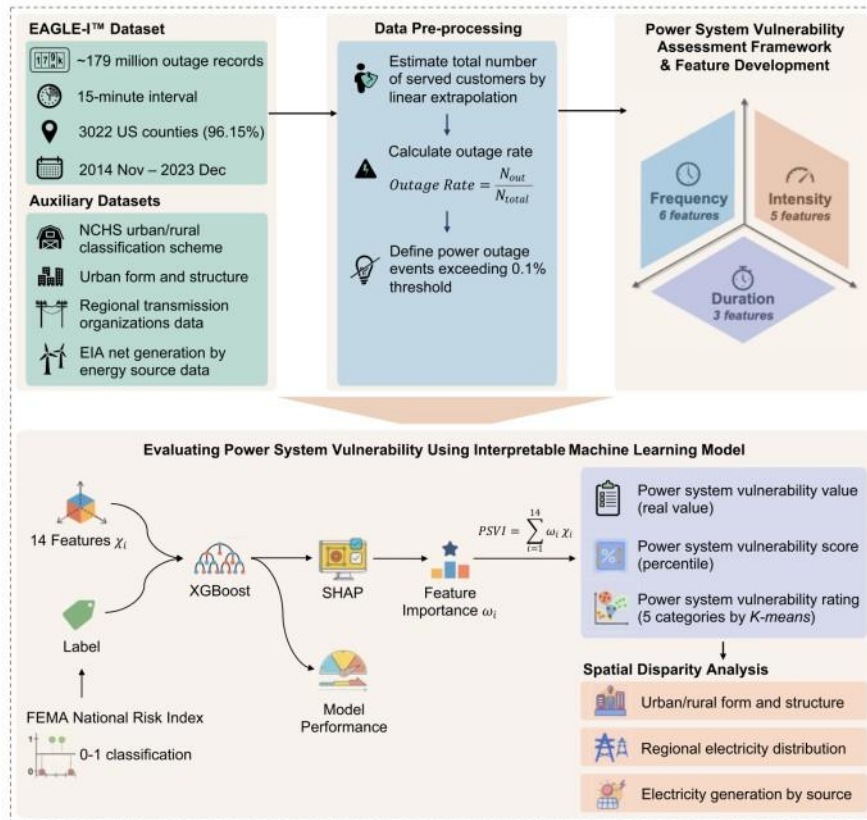 EAGLE-I™ Dataset
~179 million outage records
15-minute interval
3022 US counties (96.15%)
2014 Nov – 2023 Dec
Auxiliary Datasets
NCHS urban/rural
classification scheme
Urban form and structure
Regional transmission
organizations data
EIA net generation by
energy source data
Data Pre-processing
Estimate total number
of served customers by
linear extrapolation
Calculate outage rate
Outage Rate = N_out / N_total
Define power outage
events exceeding 0.1%
threshold
Power System Vulnerability
Assessment Framework
& Feature Development
Frequency
6 features
Intensity
5 features
Duration
3 features
Evaluating Power System Vulnerability Using Interpretable Machine Learning Model
14 Features χ_i
Label
FEMA National Risk Index
1
0
0-1 classification
XGBoost
SHAP
Model
Performance
Feature
Importance ω_i
PSVI = ∑_{i=1}^{14} ω_i χ_i
Power system vulnerability value
(real value)
%
Power system vulnerability score
(percentile)
Power system vulnerability rating
(5 categories by K-means)
Spatial Disparity Analysis
Urban/rural form and structure
Regional electricity distribution
Electricity generation by source